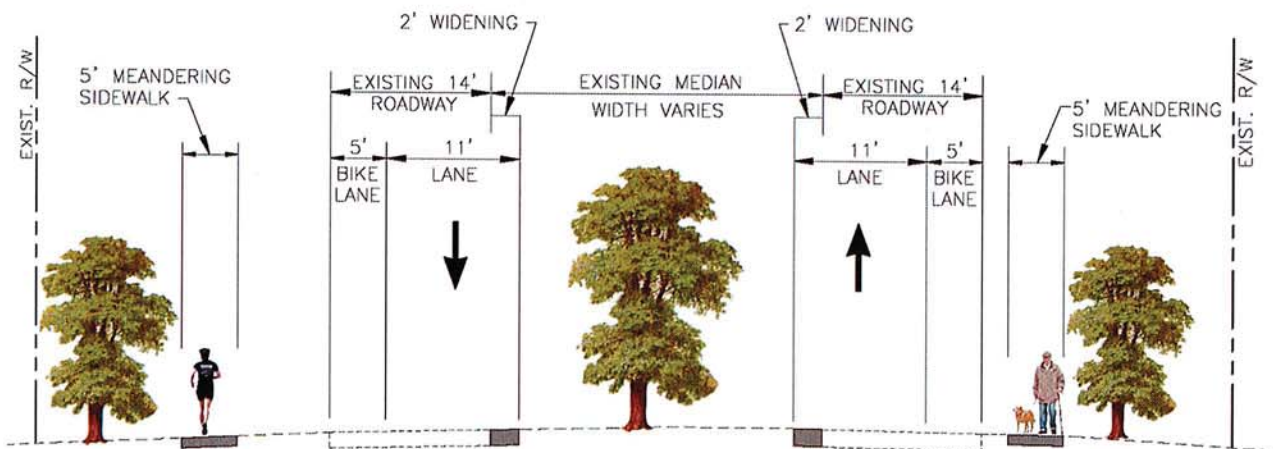 2' WIDENING
2' WIDENING
EXIST. R/W
5' MEANDERING
SIDEWALK
EXISTING 14'
ROADWAY
EXISTING MEDIAN
WIDTH VARIES
EXISTING 14'
ROADWAY
5' MEANDERING
SIDEWALK
EXIST. R/W
5'
BIKE
LANE
11'
LANE
11'
LANE
5'
BIKE
LANE